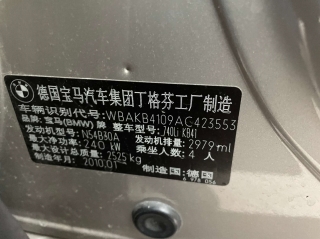 德国宝马汽车集团丁格芬工厂制造
车辆识别代号:WBAKB4109AC423553
品牌:宝马(BMW)牌 整车型号:740Li KB41
发动机型号:N54B30A 发动机排量:2979ml
最大净功率:240 kW 乘坐人数:4 人
最大总质量:2525 kg
制造年月:2010.01 制造国:德国
6 978 056